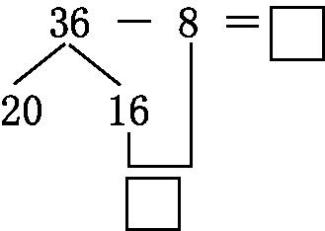 36 − 8 = □
20 16
□